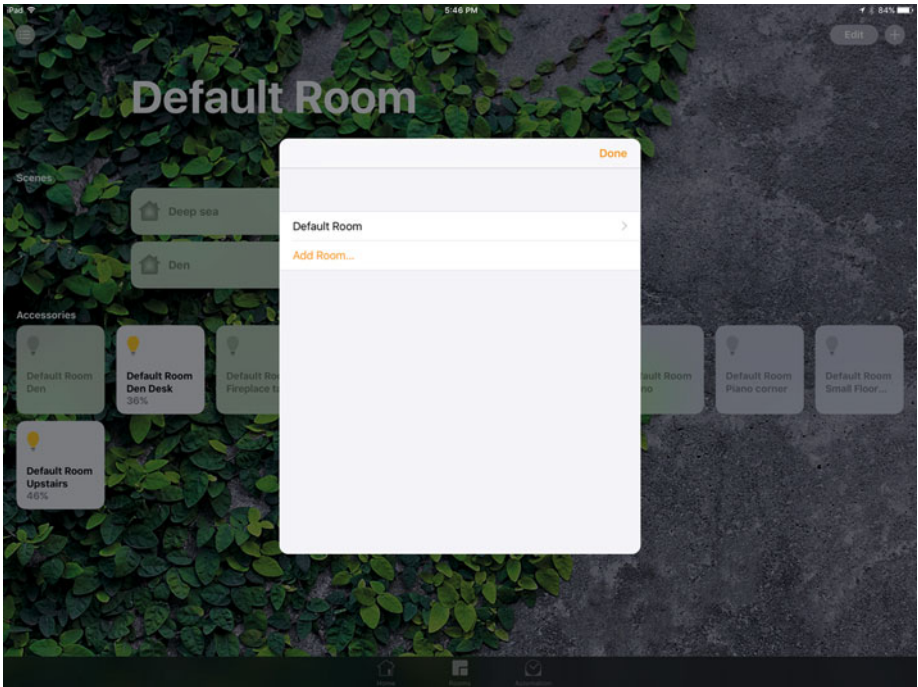 iPad
5:46 PM
84%
Edit
Default Room
Done
Scenes
Deep sea
Default Room
Den
Add Room...
Accessories
Default Room
Den
Default Room
Den Desk
36%
Fireplace
Default Room
Piano corner
Default Room
Small Floor...
Default Room
Upstairs
46%
Home
Rooms
Automation